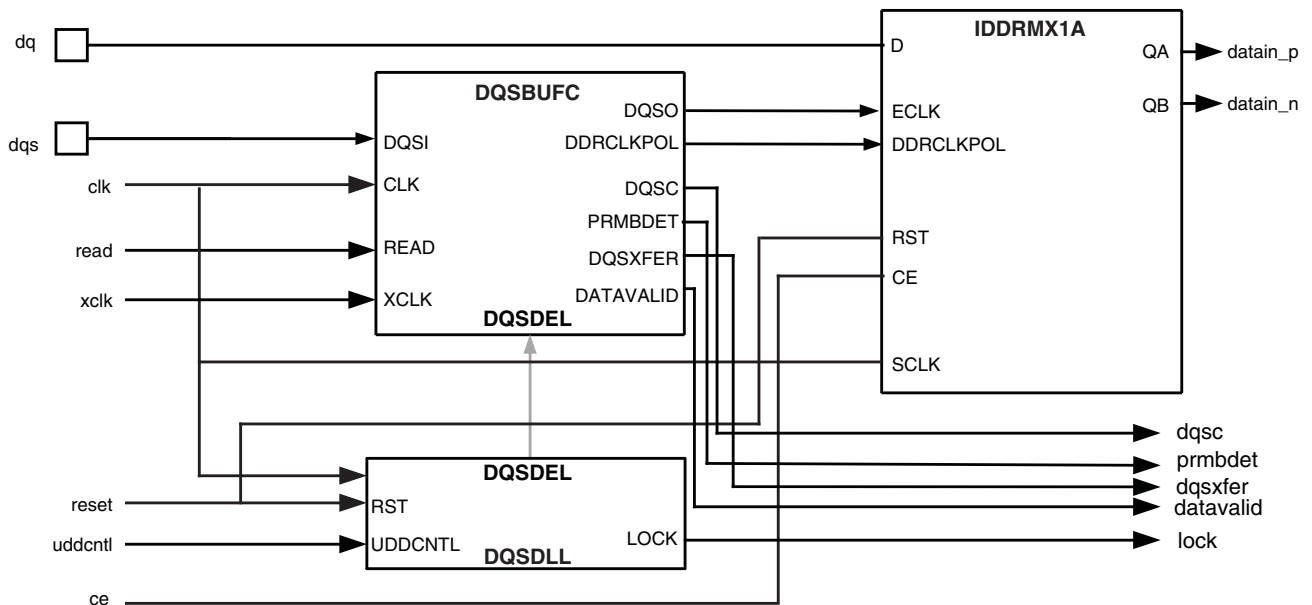 dq
dqs
clk
read
xclk
DQSBUFC
DQSI
CLK
READ
XCLK
DQSO
DDRCLKPOL
DQSC
PRMBDET
DQSXFER
DATAVALID
DQSDEL
IDDRMX1A
D
ECLK
DDRCLKPOL
RST
CE
SCLK
QA
QB
datain_p
datain_n
reset
uddcntl
ce
DQSDEL
RST
UDDCNTL
LOCK
DQSDLL
dqsc
prmbdet
dqsxfer
datavalid
lock